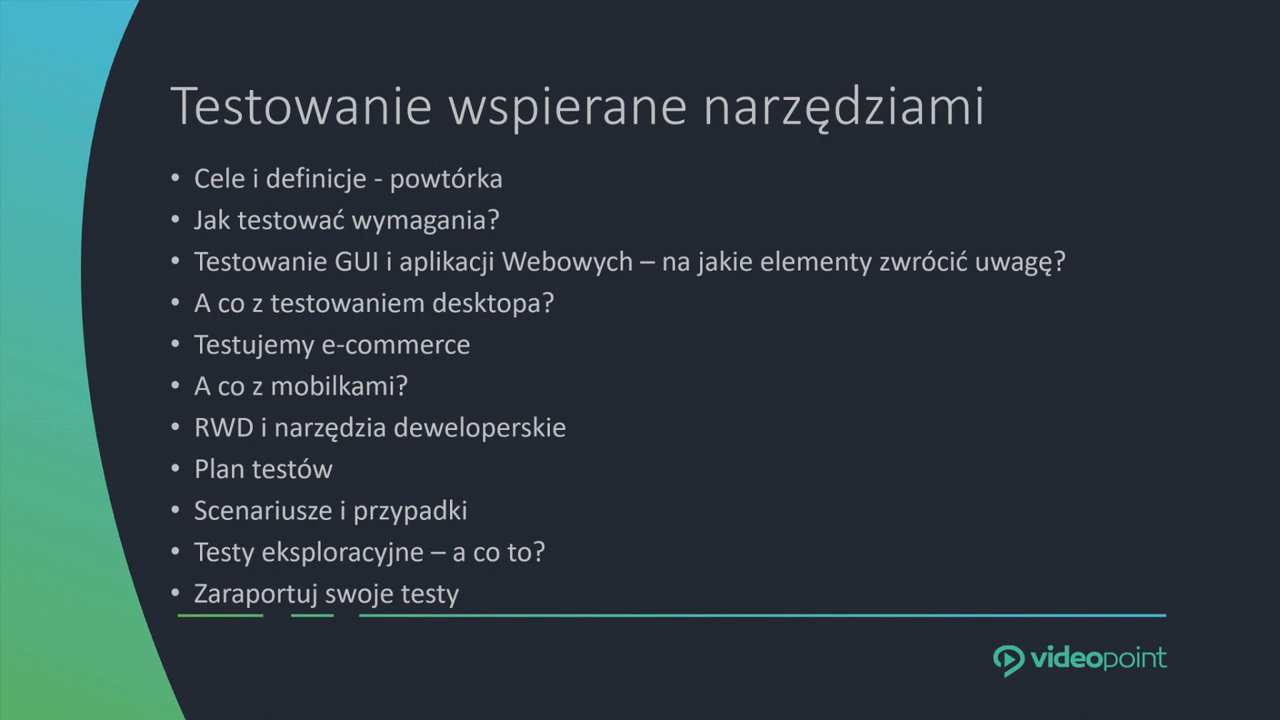 Testowanie wspierane narzędziami
• Cele i definicje - powtórka
• Jak testować wymagania?
• Testowanie GUI i aplikacji Webowych – na jakie elementy zwrócić uwagę?
• A co z testowaniem desktopa?
• Testujemy e-commerce
• A co z mobilkami?
• RWD i narzędzia deweloperskie
• Plan testów
• Scenariusze i przypadki
• Testy eksploracyjne – a co to?
• Zaraportuj swoje testy
videopoint